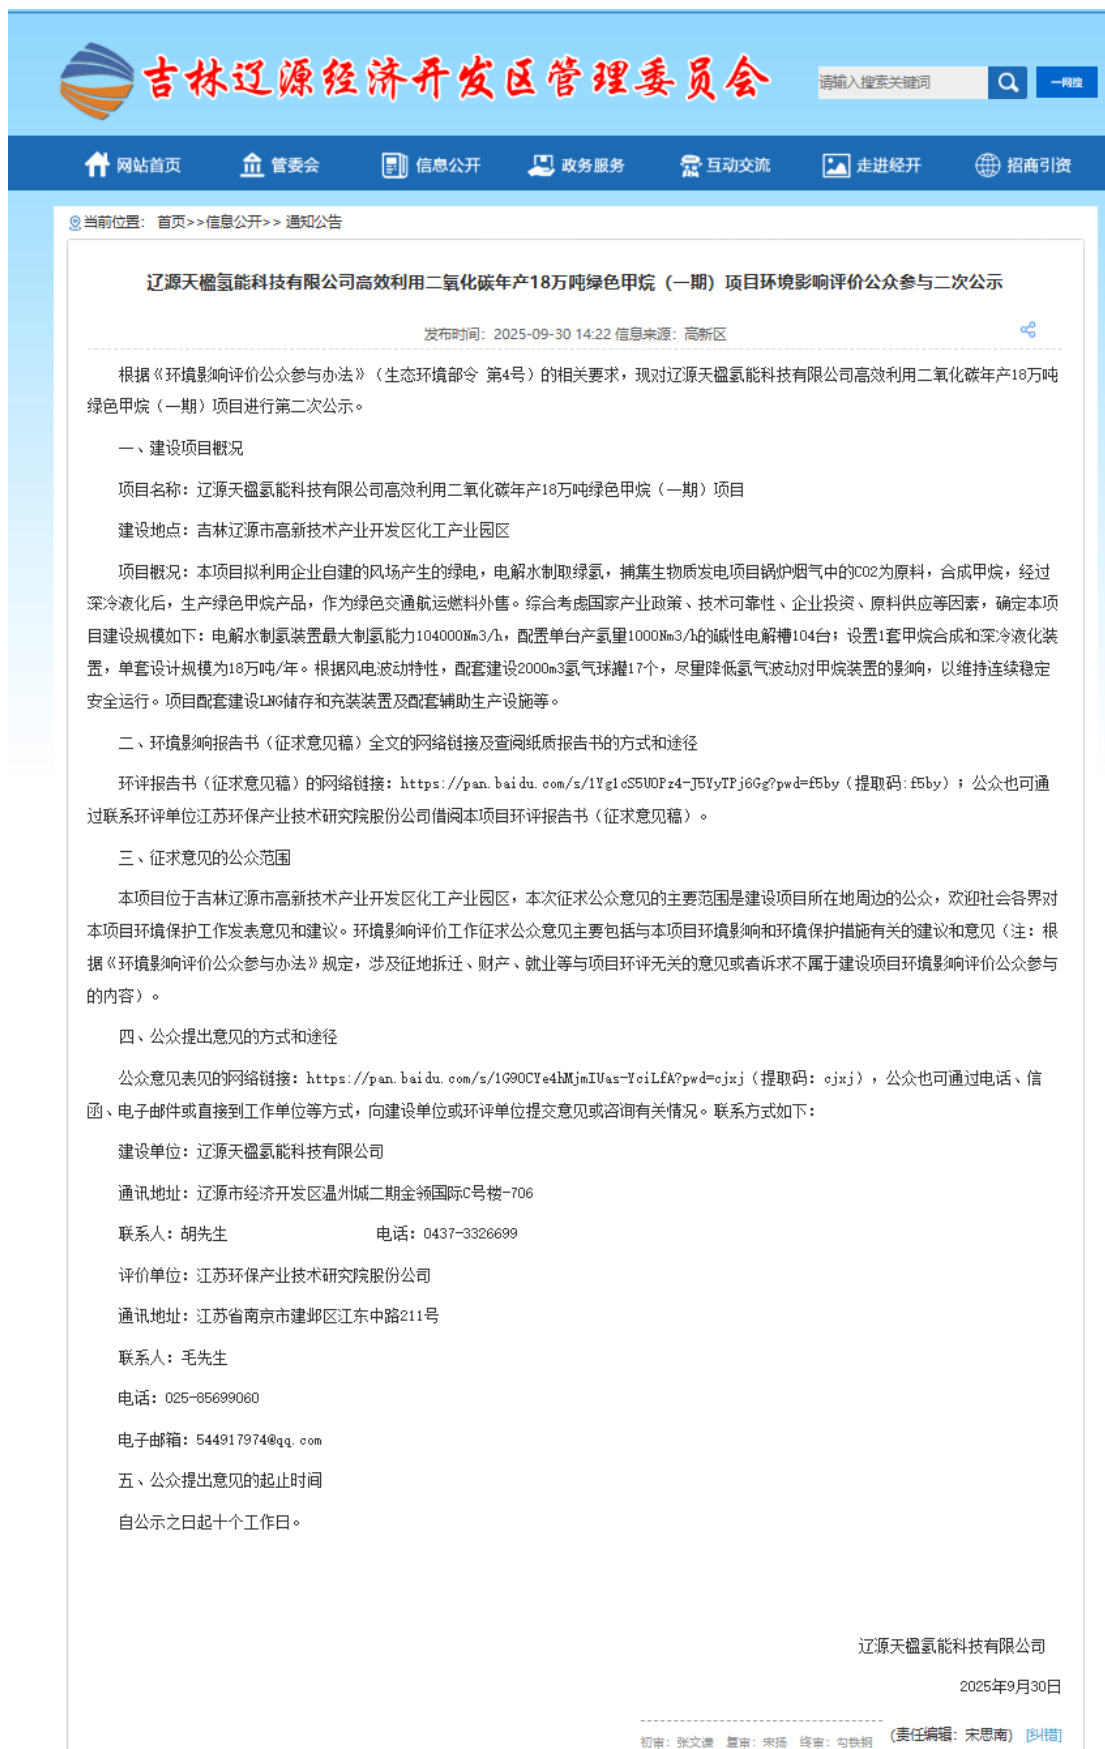 吉林辽源经济开发区管理委员会
请输入搜索关键词
一网搜
网站首页 管委会 信息公开 政务服务 互动交流 走进经开 招商引资
当前位置： 首页>>信息公开>> 通知公告
辽源天楹氢能科技有限公司高效利用二氧化碳年产18万吨绿色甲烷（一期）项目环境影响评价公众参与二次公示
发布时间：2025-09-30 14:22 信息来源：高新区
根据《环境影响评价公众参与办法》（生态环境部令 第4号）的相关要求，现对辽源天楹氢能科技有限公司高效利用二氧化碳年产18万吨
绿色甲烷（一期）项目进行第二次公示。
一、建设项目概况
项目名称：辽源天楹氢能科技有限公司高效利用二氧化碳年产18万吨绿色甲烷（一期）项目
建设地点：吉林辽源市高新技术产业开发区化工产业园区
项目概况：本项目拟利用企业自建的风场产生的绿电，电解水制取绿氢，捕集生物质发电项目锅炉烟气中的CO2为原料，合成甲烷，经过
深冷液化后，生产绿色甲烷产品，作为绿色交通航运燃料外售。综合考虑国家产业政策、技术可靠性、企业投资、原料供应等因素，确定本项
目建设规模如下：电解水制氢装置最大制氢能力104000Nm3/h，配置单台产氢量1000Nm3/h的碱性电解槽104台；设置1套甲烷合成和深冷液化装
置，单套设计规模为18万吨/年。根据风电波动特性，配套建设2000m3氢气球罐17个，尽量降低氢气波动对甲烷装置的影响，以维持连续稳定
安全运行。项目配套建设LNG储存和充装装置及配套辅助生产设施等。
二、环境影响报告书（征求意见稿）全文的网络链接及查阅纸质报告书的方式和途径
环评报告书（征求意见稿）的网络链接：https://pan.baidu.com/s/1Yg1cS5UOPz4-J5YyTPj6Gg?pwd=f5by（提取码:f5by）；公众也可通
过联系环评单位江苏环保产业技术研究院股份公司借阅本项目环评报告书（征求意见稿）。
三、征求意见的公众范围
本项目位于吉林辽源市高新技术产业开发区化工产业园区，本次征求公众意见的主要范围是建设项目所在地周边的公众，欢迎社会各界对
本项目环境保护工作发表意见和建议。环境影响评价工作征求公众意见主要包括与本项目环境影响和环境保护措施有关的建议和意见（注：根
据《环境影响评价公众参与办法》规定，涉及征地拆迁、财产、就业等与项目环评无关的意见或者诉求不属于建设项目环境影响评价公众参与
的内容）。
四、公众提出意见的方式和途径
公众意见表见的网络链接：https://pan.baidu.com/s/1G90CYe4hMjmIUas-YciLfA?pwd=cjxj（提取码：cjxj），公众也可通过电话、信
函、电子邮件或直接到工作单位等方式，向建设单位或环评单位提交意见或咨询有关情况。联系方式如下：
建设单位：辽源天楹氢能科技有限公司
通讯地址：辽源市经济开发区温州城二期金领国际C号楼-706
联系人：胡先生 电话：0437-3326699
评价单位：江苏环保产业技术研究院股份公司
通讯地址：江苏省南京市建邺区江东中路211号
联系人：毛先生
电话：025-85699060
电子邮箱：544917974@qq.com
五、公众提出意见的起止时间
自公示之日起十个工作日。
辽源天楹氢能科技有限公司
2025年9月30日
初审：张文谦 复审：宋扬 终审：勾铁钢 (责任编辑：宋思南) [纠错]